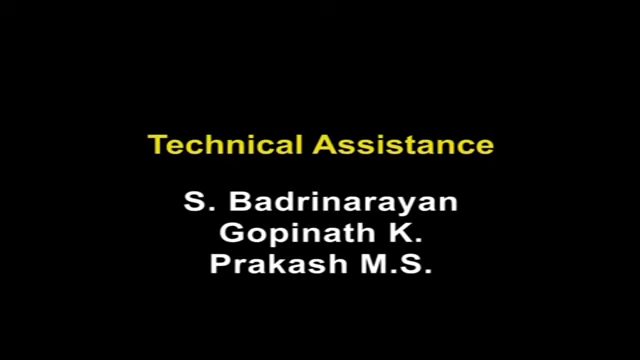 Technical Assistance
S. Badrinarayan
Gopinath K.
Prakash M.S.